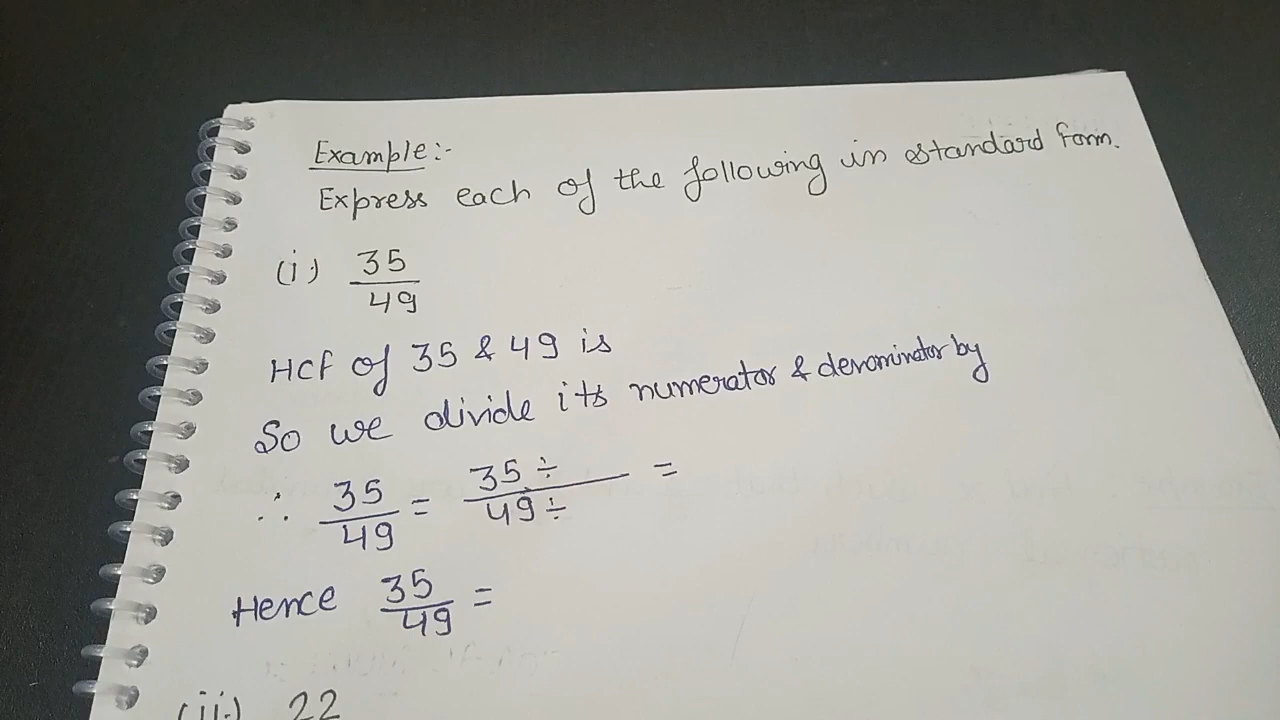 Example:-
Express each of the following in standard form.
(i) 35/49
HCF of 35 & 49 is
So we divide its numerator & denominator by
∴ 35/49 = 35÷/49÷ =
Hence 35/49 =
(ii) 22